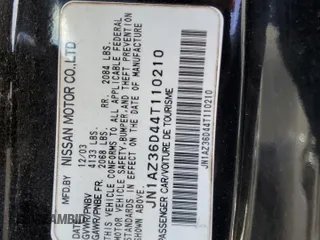 MFD.BY NISSAN MOTOR CO.,LTD
12/03
GVWR/PNBV 4133 LBS.
GAWR/PNBE FR. 2068 LBS. RR. 2084 LBS.
THIS VEHICLE CONFORMS TO ALL APPLICABLE FEDERAL
MOTOR VEHICLE SAFETY, BUMPER, AND THEFT PREVENTION
STANDARDS IN EFFECT ON THE DATE OF MANUFACTURE
SHOWN ABOVE.
JN1AZ36D44T110210
PASSENGER CAR/VOITURE DE TOURISME
JN1AZ36D44T110210